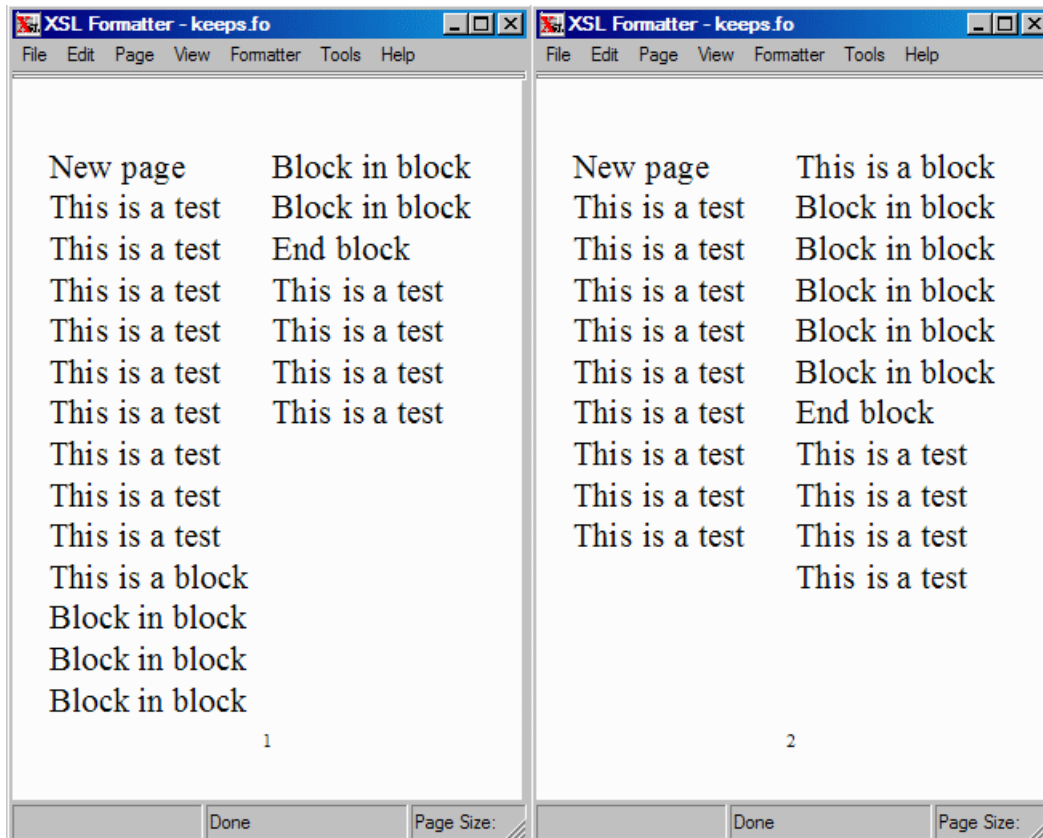 XSL Formatter - keeps.fo
File Edit Page View Formatter Tools Help
New page
This is a test
This is a test
This is a test
This is a test
This is a test
This is a test
This is a test
This is a test
This is a test
This is a block
Block in block
Block in block
Block in block
Block in block
Block in block
End block
This is a test
This is a test
This is a test
This is a test
1
Done
Page Size:
XSL Formatter - keeps.fo
File Edit Page View Formatter Tools Help
New page
This is a test
This is a test
This is a test
This is a test
This is a test
This is a test
This is a test
This is a test
This is a test
This is a block
Block in block
Block in block
Block in block
Block in block
Block in block
End block
This is a test
This is a test
This is a test
This is a test
2
Done
Page Size: